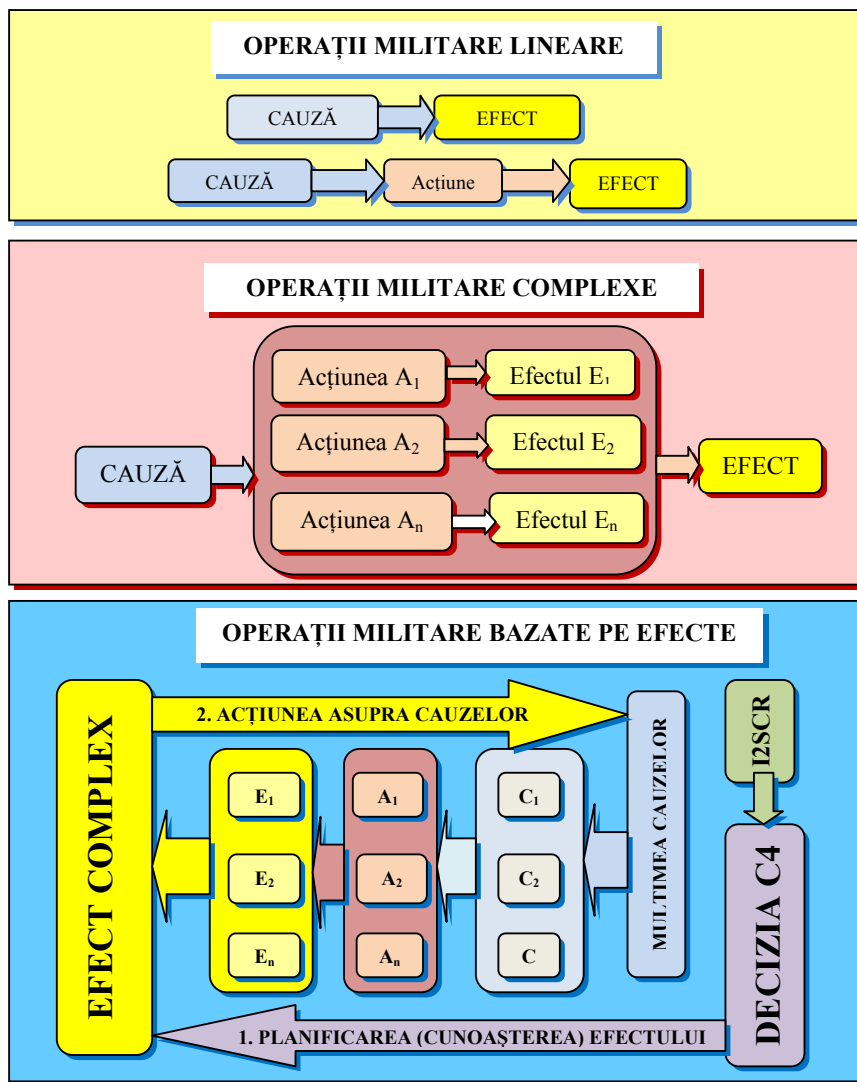 OPERAȚII MILITARE LINEARE
CAUZĂ
EFECT
CAUZĂ
Acțiune
EFECT
OPERAȚII MILITARE COMPLEXE
Acțiunea A₁
Efectul E₁
Acțiunea A₂
Efectul E₂
CAUZĂ
EFECT
Acțiunea Aₙ
Efectul Eₙ
OPERAȚII MILITARE BAZATE PE EFECTE
EFECT COMPLEX
2. ACȚIUNEA ASUPRA CAUZELOR
MULTIMEA CAUZELOR
I2SCR
E₁
A₁
C₁
E₂
A₂
C₂
Eₙ
Aₙ
C
DECIZIA C4
1. PLANIFICAREA (CUNOAȘTEREA) EFECTULUI